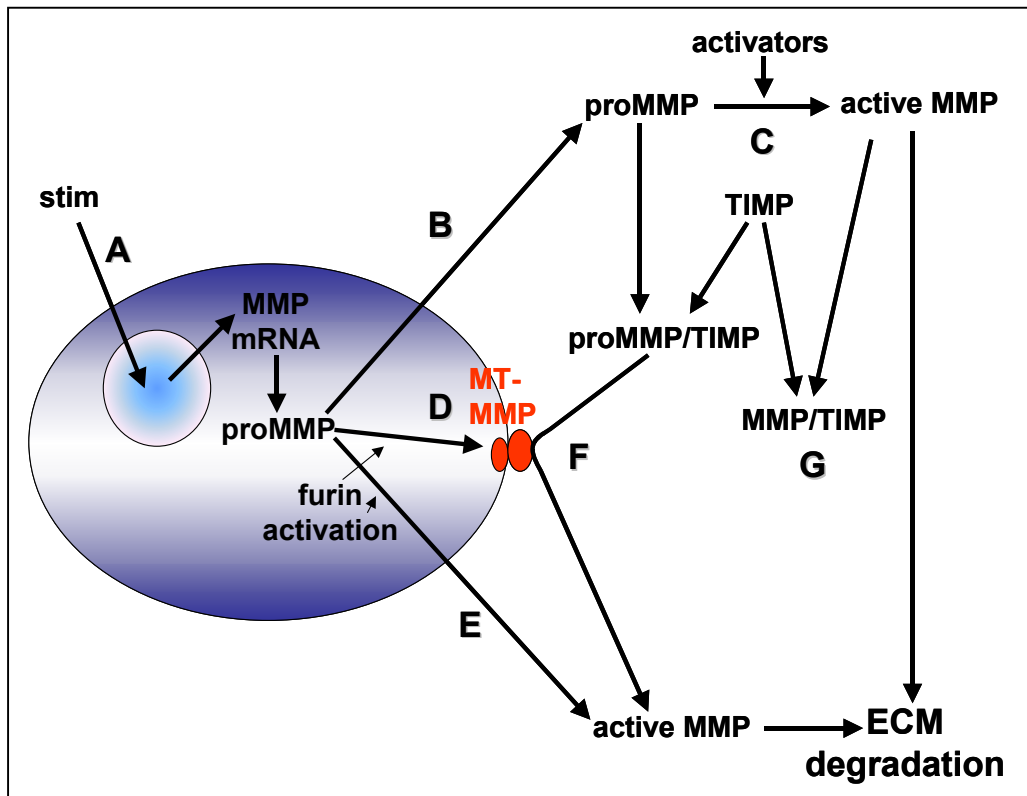 activators
proMMP
active MMP
C
stim
TIMP
A
B
MMP
mRNA
proMMP/TIMP
MT-
MMP
D
proMMP
MMP/TIMP
F
G
furin
activation
E
active MMP
ECM
degradation